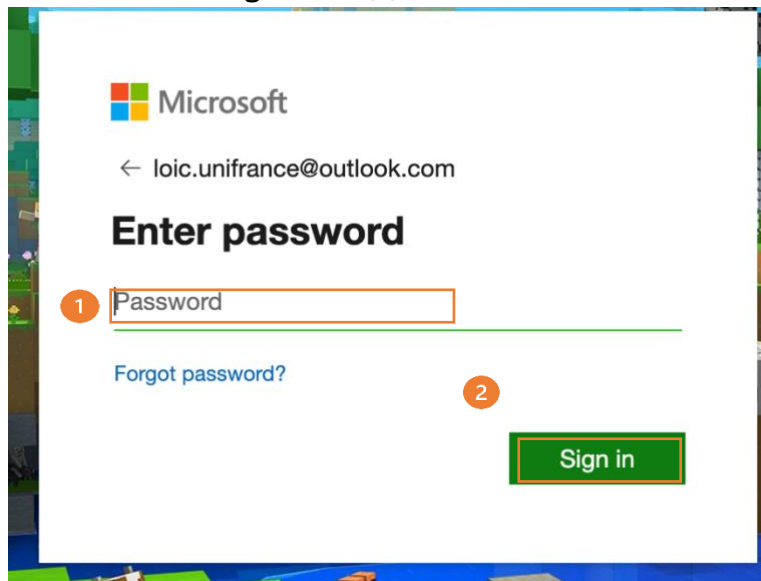 Microsoft
← loic.unifrance@outlook.com
Enter password
1
Password
Forgot password?
2
Sign in